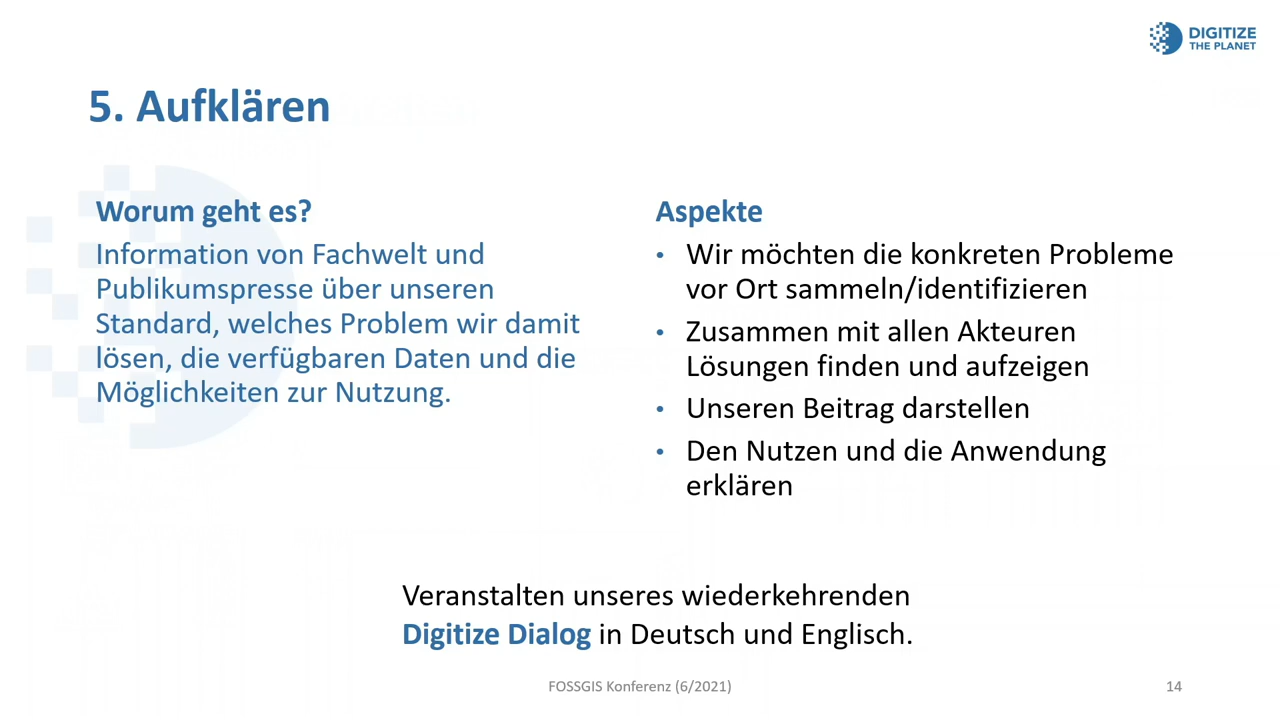 DIGITIZE
THE PLANET
5. Aufklären
Worum geht es?
Information von Fachwelt und
Publikumspresse über unseren
Standard, welches Problem wir damit
lösen, die verfügbaren Daten und die
Möglichkeiten zur Nutzung.
Aspekte
• Wir möchten die konkreten Probleme
vor Ort sammeln/identifizieren
• Zusammen mit allen Akteuren
Lösungen finden und aufzeigen
• Unseren Beitrag darstellen
• Den Nutzen und die Anwendung
erklären
Veranstalten unseres wiederkehrenden
Digitize Dialog in Deutsch und Englisch.
FOSSGIS Konferenz (6/2021)
14